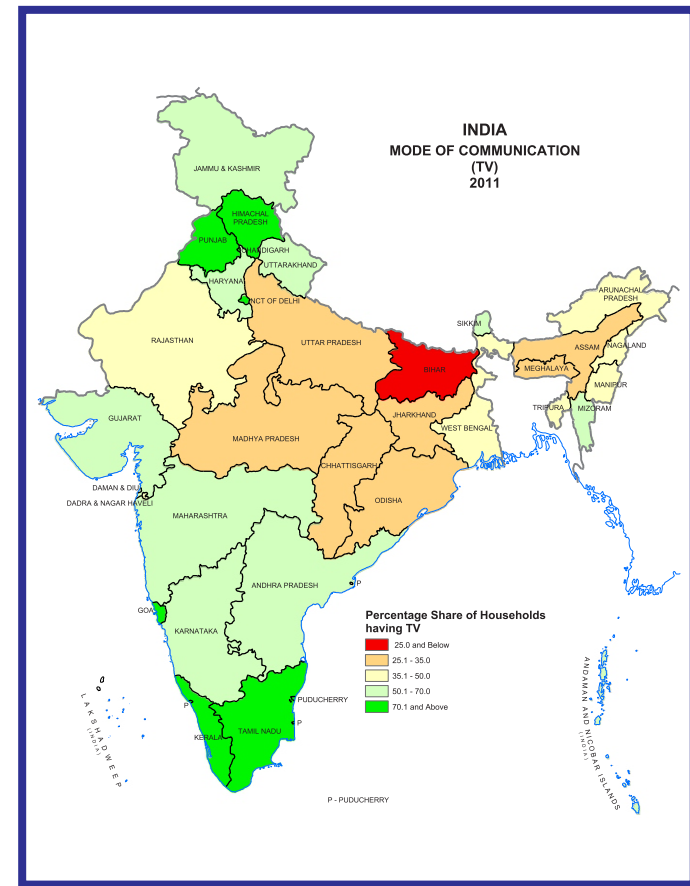 INDIA
MODE OF COMMUNICATION
(TV)
2011
JAMMU & KASHMIR
HIMACHAL
PRADESH
PUNJAB
CHANDIGARH
UTTARAKHAND
HARYANA
NCT OF DELHI
ARUNACHAL
PRADESH
SIKKIM
RAJASTHAN
UTTAR PRADESH
ASSAM
NAGALAND
BIHAR
MEGHALAYA
MANIPUR
TRIPURA
MIZORAM
GUJARAT
JHARKHAND
WEST BENGAL
MADHYA PRADESH
CHHATTISGARH
DAMAN & DIU
ODISHA
DADRA & NAGAR HAVELI
MAHARASHTRA
ANDHRA PRADESH
P
GOA
KARNATAKA
Percentage Share of Households
having TV
25.0 and Below
25.1 - 35.0
35.1 - 50.0
50.1 - 70.0
70.1 and Above
PUDUCHERRY
P
P
KERALA
TAMIL NADU
LAKSHADWEEP
(INDIA)
ANDAMAN AND NICOBAR ISLANDS
(INDIA)
P - PUDUCHERRY